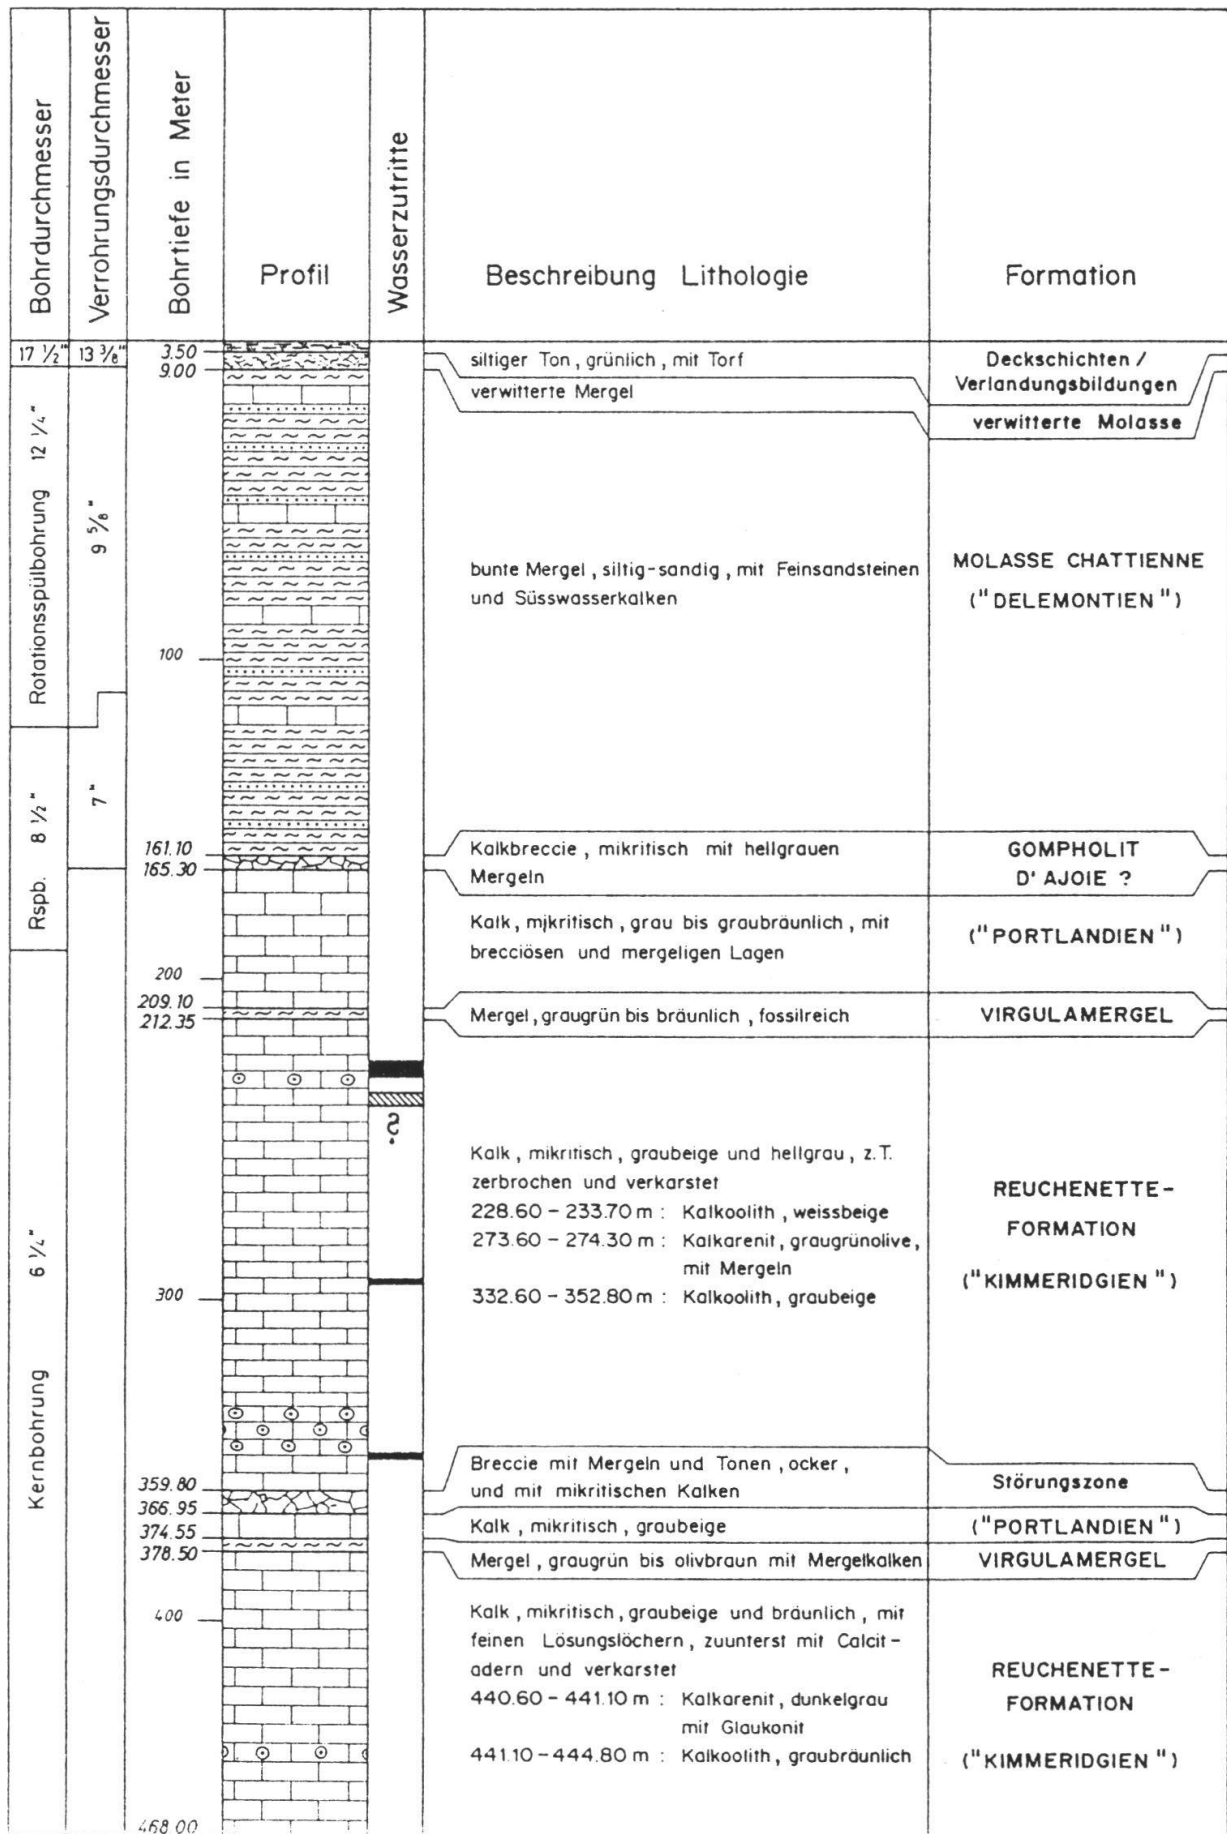 Bohrdurchmesser
Verrohrungsdurchmesser
Bohrtiefe in Meter
Profil
Wasserzutritte
Beschreibung Lithologie
Formation
17 ½"
13 ⅜"
3.50
9.00
siltiger Ton, grünlich, mit Torf
verwitterte Mergel
Deckschichten /
Verlandungsbildungen
verwitterte Molasse
Rotationsspülbohrung 12 ¼"
9 ⅝"
100
bunte Mergel, siltig-sandig, mit Feinsandsteinen
und Süsswasserkalken
MOLASSE CHATTIENNE
("DELEMONTIEN")
Rspb. 8 ½"
7"
161.10
165.30
Kalkbreccie, mikritisch mit hellgrauen
Mergeln
GOMPHOLIT
D'AJOIE ?
Kalk, mikritisch, grau bis graubräunlich, mit
brecciösen und mergeligen Lagen
("PORTLANDIEN")
200
209.10
212.35
Mergel, graugrün bis bräunlich, fossilreich
VIRGULAMERGEL
Kernbohrung 6 ¼"
?
300
Kalk, mikritisch, graubeige und hellgrau, z.T.
zerbrochen und verkarstet
228.60 – 233.70 m : Kalkoolith, weissbeige
273.60 – 274.30 m : Kalkarenit, graugrünolive,
mit Mergeln
332.60 – 352.80 m : Kalkoolith, graubeige
REUCHENETTE-
FORMATION
("KIMMERIDGIEN")
359.80
366.95
374.55
378.50
Breccie mit Mergeln und Tonen, ocker,
und mit mikritischen Kalken
Störungszone
Kalk, mikritisch, graubeige
("PORTLANDIEN")
Mergel, graugrün bis olivbraun mit Mergelkalken
VIRGULAMERGEL
400
Kalk, mikritisch, graubeige und bräunlich, mit
feinen Lösungslöchern, zuunterst mit Calcit-
adern und verkarstet
440.60 – 441.10 m : Kalkarenit, dunkelgrau
mit Glaukonit
441.10 – 444.80 m : Kalkoolith, graubräunlich
REUCHENETTE-
FORMATION
("KIMMERIDGIEN")
468.00